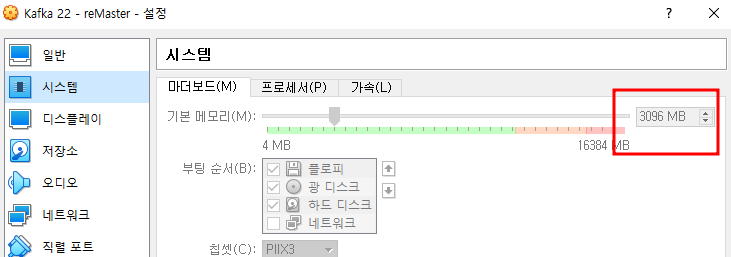 Kafka 22 - reMaster - 설정 ? ×
일반
시스템
디스플레이
저장소
오디오
네트워크
직렬 포트
시스템
마더보드(M) 프로세서(P) 가속(L)
기본 메모리(M): 3096 MB
4 MB 16384 MB
부팅 순서(B): 플로피
광 디스크
하드 디스크
네트워크
칩셋(C): PIIX3